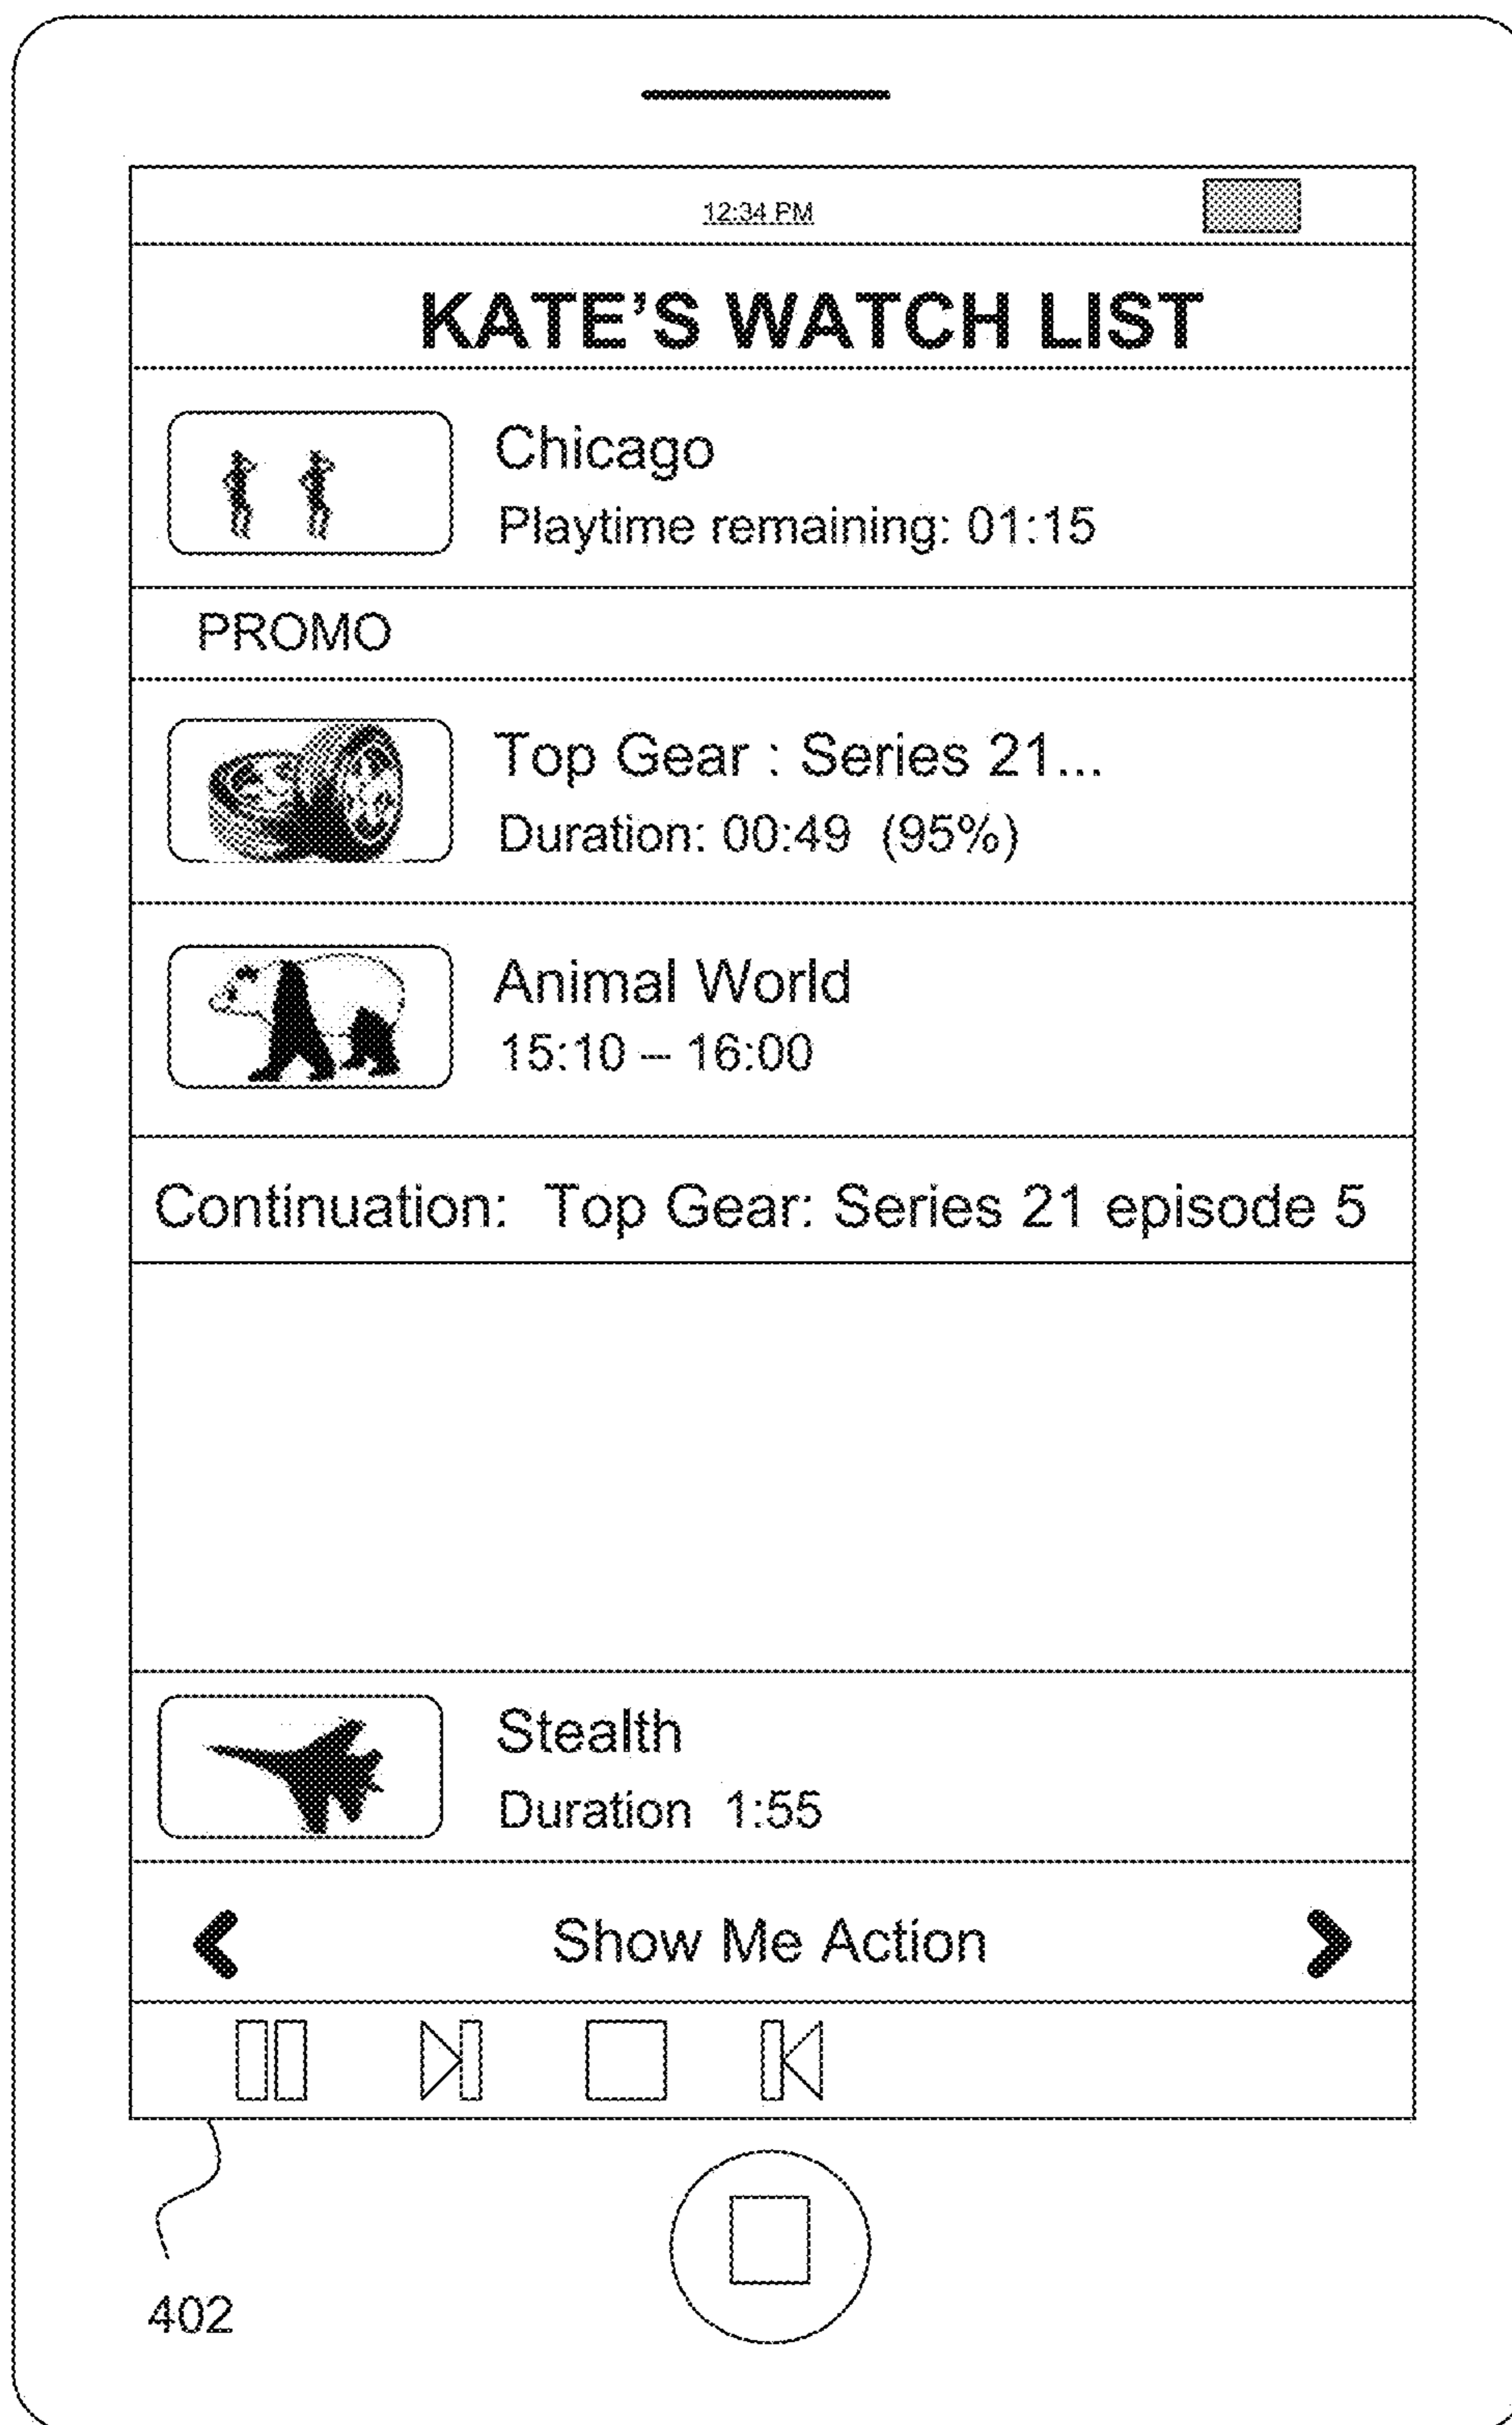 12:34 PM
KATE'S WATCH LIST
Chicago
Playtime remaining: 01:15
PROMO
Top Gear : Series 21...
Duration: 00:49 (95%)
Animal World
15:10 – 16:00
Continuation: Top Gear: Series 21 episode 5
Stealth
Duration 1:55
Show Me Action
402